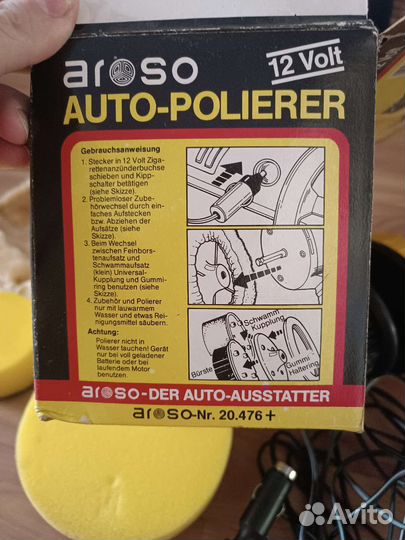 aroso
12 Volt
AUTO-POLIERER
Gebrauchsanweisung
1. Stecker in 12 Volt Ziga-
rettenanzünderbuchse
schieben und Kipp-
schalter betätigen
(siehe Skizze).
2. Problemloser Zube-
hörwechsel durch ein-
faches Aufstecken
bzw. Abziehen der
Aufsätze (siehe
Skizze).
3. Beim Wechsel
zwischen Feinbors-
tenaufsatz und
Schwammaufsatz
(klein) Universal-
Kupplung und Gummi-
ring benutzen (siehe
Skizze).
4. Zubehör und Polierer
nur mit lauwarmem
Wasser und etwas Rei-
nigungsmittel säubern.
Achtung:
Polierer nicht in
Wasser tauchen! Gerät
nur bei voll geladener
Batterie oder bei
laufendem Motor
benutzen.
Schwamm
Kupplung
Bürste
Gummi
Halterung
aroso-DER AUTO-AUSSTATTER
aroso-Nr. 20.476+
Avito